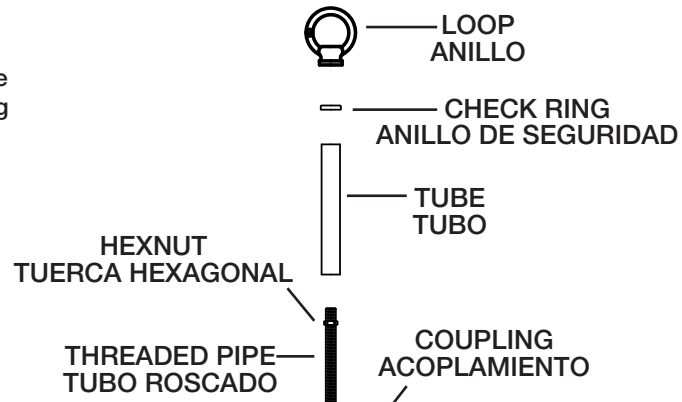 LOOP
ANILLO
e
g
CHECK RING
ANILLO DE SEGURIDAD
TUBE
TUBO
HEXNUT
TUERCA HEXAGONAL
THREADED PIPE
TUBO ROSCADO
COUPLING
ACOPLAMIENTO